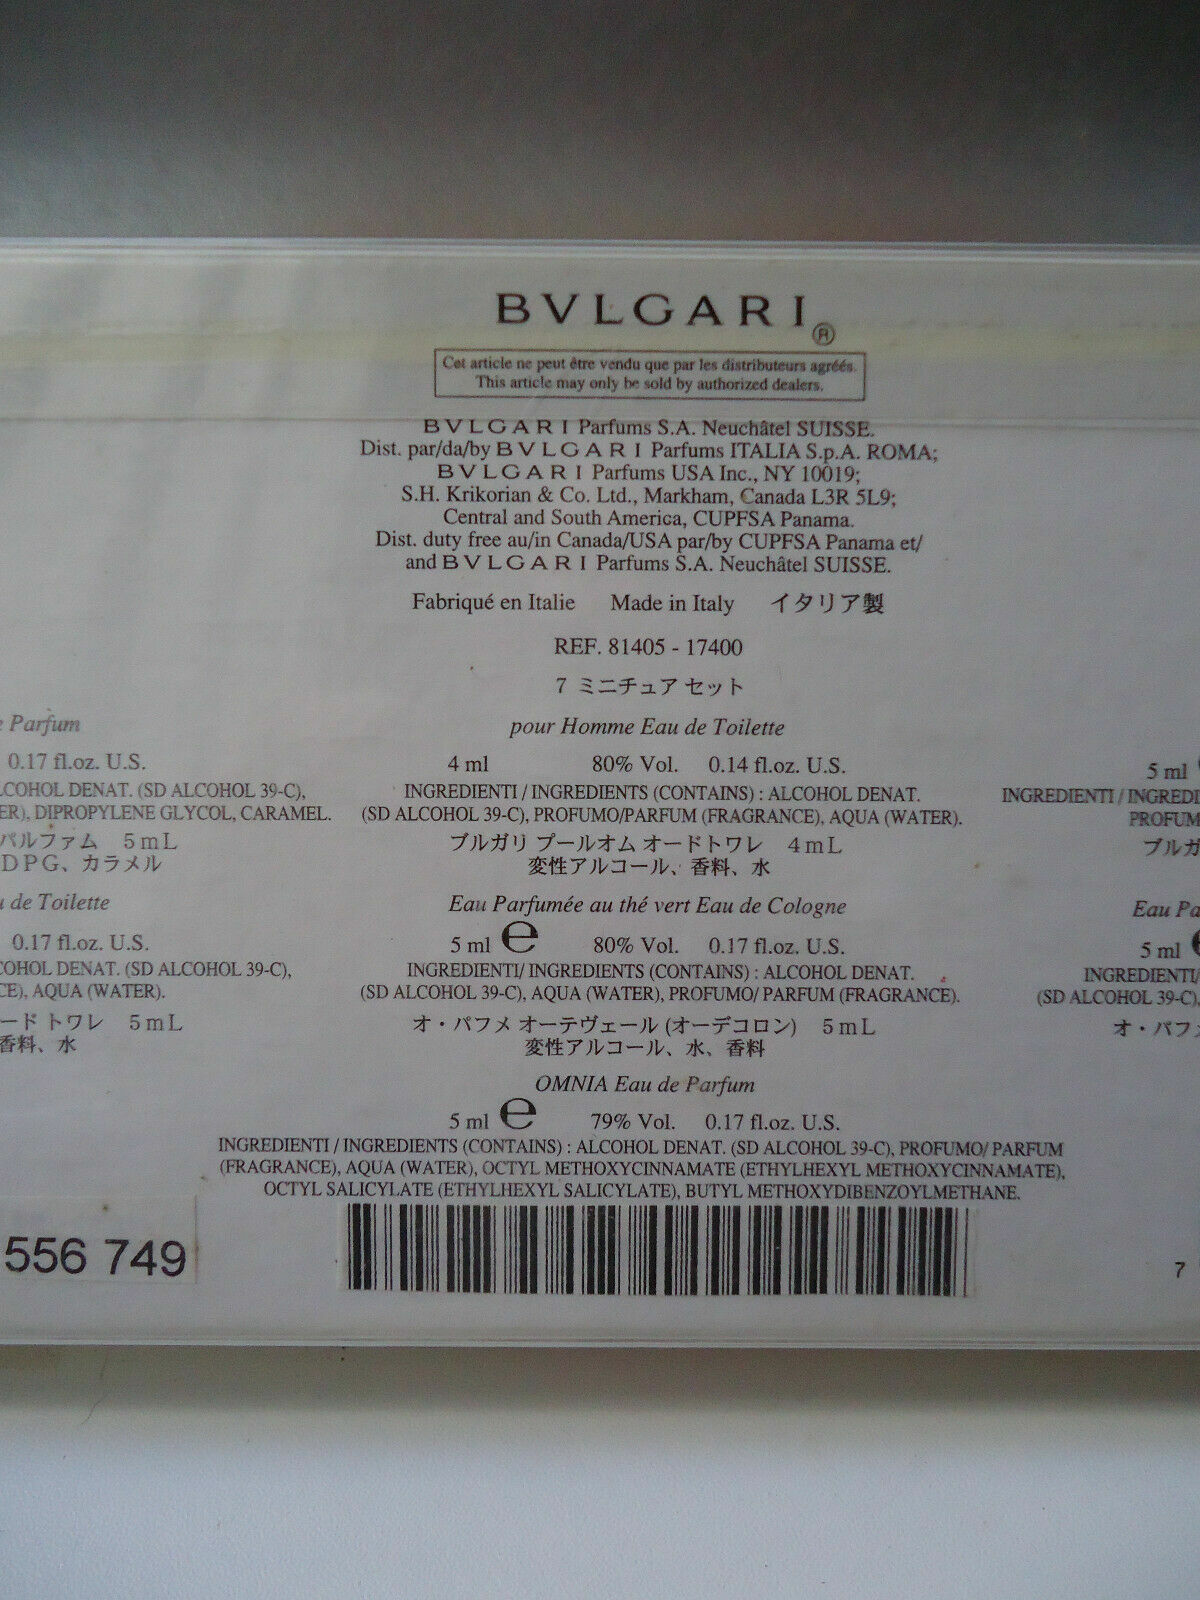 BVLGARI®
Cet article ne peut être vendu que par les distributeurs agréés.
This article may only be sold by authorized dealers.
BVLGARI Parfums S.A. Neuchâtel SUISSE.
Dist. par/da/by BVLGARI Parfums ITALIA S.p.A. ROMA;
BVLGARI Parfums USA Inc., NY 10019;
S.H. Krikorian & Co. Ltd., Markham, Canada L3R 5L9;
Central and South America, CUPFSA Panama.
Dist. duty free au/in Canada/USA par/by CUPFSA Panama et/
and BVLGARI Parfums S.A. Neuchâtel SUISSE.
Fabriqué en Italie Made in Italy イタリア製
REF. 81405 - 17400
7 ミニチュア セット
Parfum
0.17 fl.oz. U.S.
ALCOHOL DENAT. (SD ALCOHOL 39-C),
DIPROPYLENE GLYCOL, CARAMEL.
パルファム 5mL
DPG、カラメル
de Toilette
0.17 fl.oz. U.S.
(SD ALCOHOL 39-C),
AQUA (WATER).
トワレ 5mL
香料、水
556 749
pour Homme Eau de Toilette
4 ml 80% Vol. 0.14 fl.oz. U.S.
INGREDIENTI / INGREDIENTS (CONTAINS) : ALCOHOL DENAT.
(SD ALCOHOL 39-C), PROFUMO/PARFUM (FRAGRANCE), AQUA (WATER).
ブルガリ プールオム オードトワレ 4mL
変性アルコール、香料、水
Eau Parfumée au thé vert Eau de Cologne
5 ml ℮ 80% Vol. 0.17 fl.oz. U.S.
INGREDIENTI/ INGREDIENTS (CONTAINS) : ALCOHOL DENAT.
(SD ALCOHOL 39-C), AQUA (WATER), PROFUMO/ PARFUM (FRAGRANCE).
オ・パフメ オーテヴェール (オーデコロン) 5mL
変性アルコール、水、香料
OMNIA Eau de Parfum
5 ml ℮ 79% Vol. 0.17 fl.oz. U.S.
INGREDIENTI / INGREDIENTS (CONTAINS) : ALCOHOL DENAT. (SD ALCOHOL 39-C), PROFUMO/ PARFUM
(FRAGRANCE), AQUA (WATER), OCTYL METHOXYCINNAMATE (ETHYLHEXYL METHOXYCINNAMATE),
OCTYL SALICYLATE (ETHYLHEXYL SALICYLATE), BUTYL METHOXYDIBENZOYLMETHANE.
5 ml
INGREDIENTI /
Eau
5 ml
INGREDIENTI/
(SD ALCOHOL 39-C),
オ・パフ
7